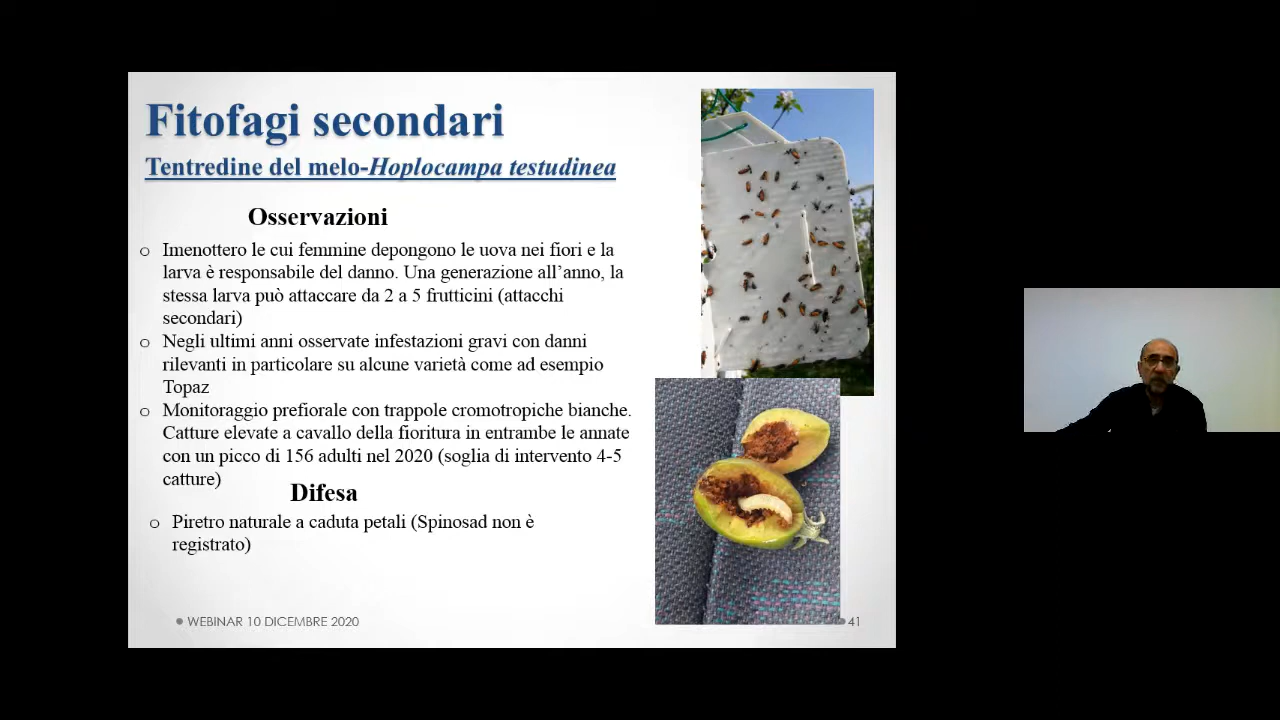 Fitofagi secondari
Tentredine del melo-Hoplocampa testudinea
Osservazioni
o Imenottero le cui femmine depongono le uova nei fiori e la
larva è responsabile del danno. Una generazione all’anno, la
stessa larva può attaccare da 2 a 5 frutticini (attacchi
secondari)
o Negli ultimi anni osservate infestazioni gravi con danni
rilevanti in particolare su alcune varietà come ad esempio
Topaz
o Monitoraggio prefiorale con trappole cromotropiche bianche.
Catture elevate a cavallo della fioritura in entrambe le annate
con un picco di 156 adulti nel 2020 (soglia di intervento 4-5
catture)
Difesa
o Piretro naturale a caduta petali (Spinosad non è
registrato)
● WEBINAR 10 DICEMBRE 2020
● 41